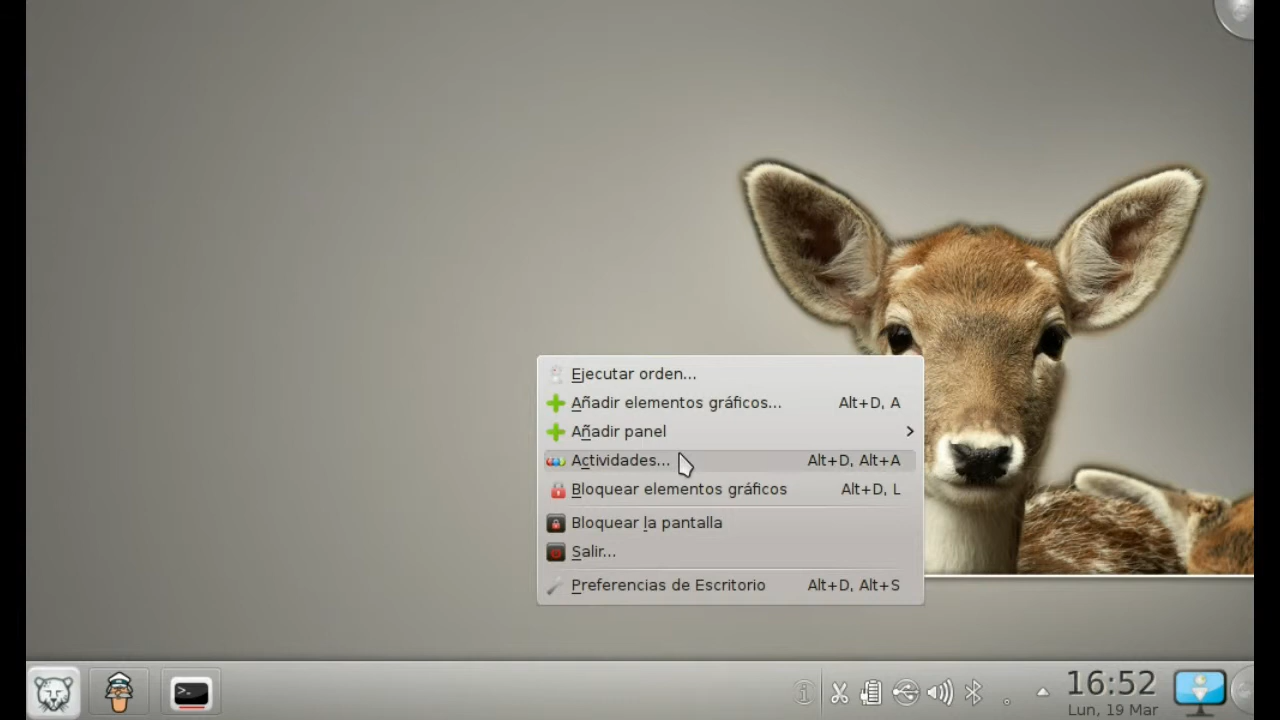 Ejecutar orden...
Añadir elementos gráficos... Alt+D, A
Añadir panel
Actividades... Alt+D, Alt+A
Bloquear elementos gráficos Alt+D, L
Bloquear la pantalla
Salir...
Preferencias de Escritorio Alt+D, Alt+S
16:52
Lun, 19 Mar